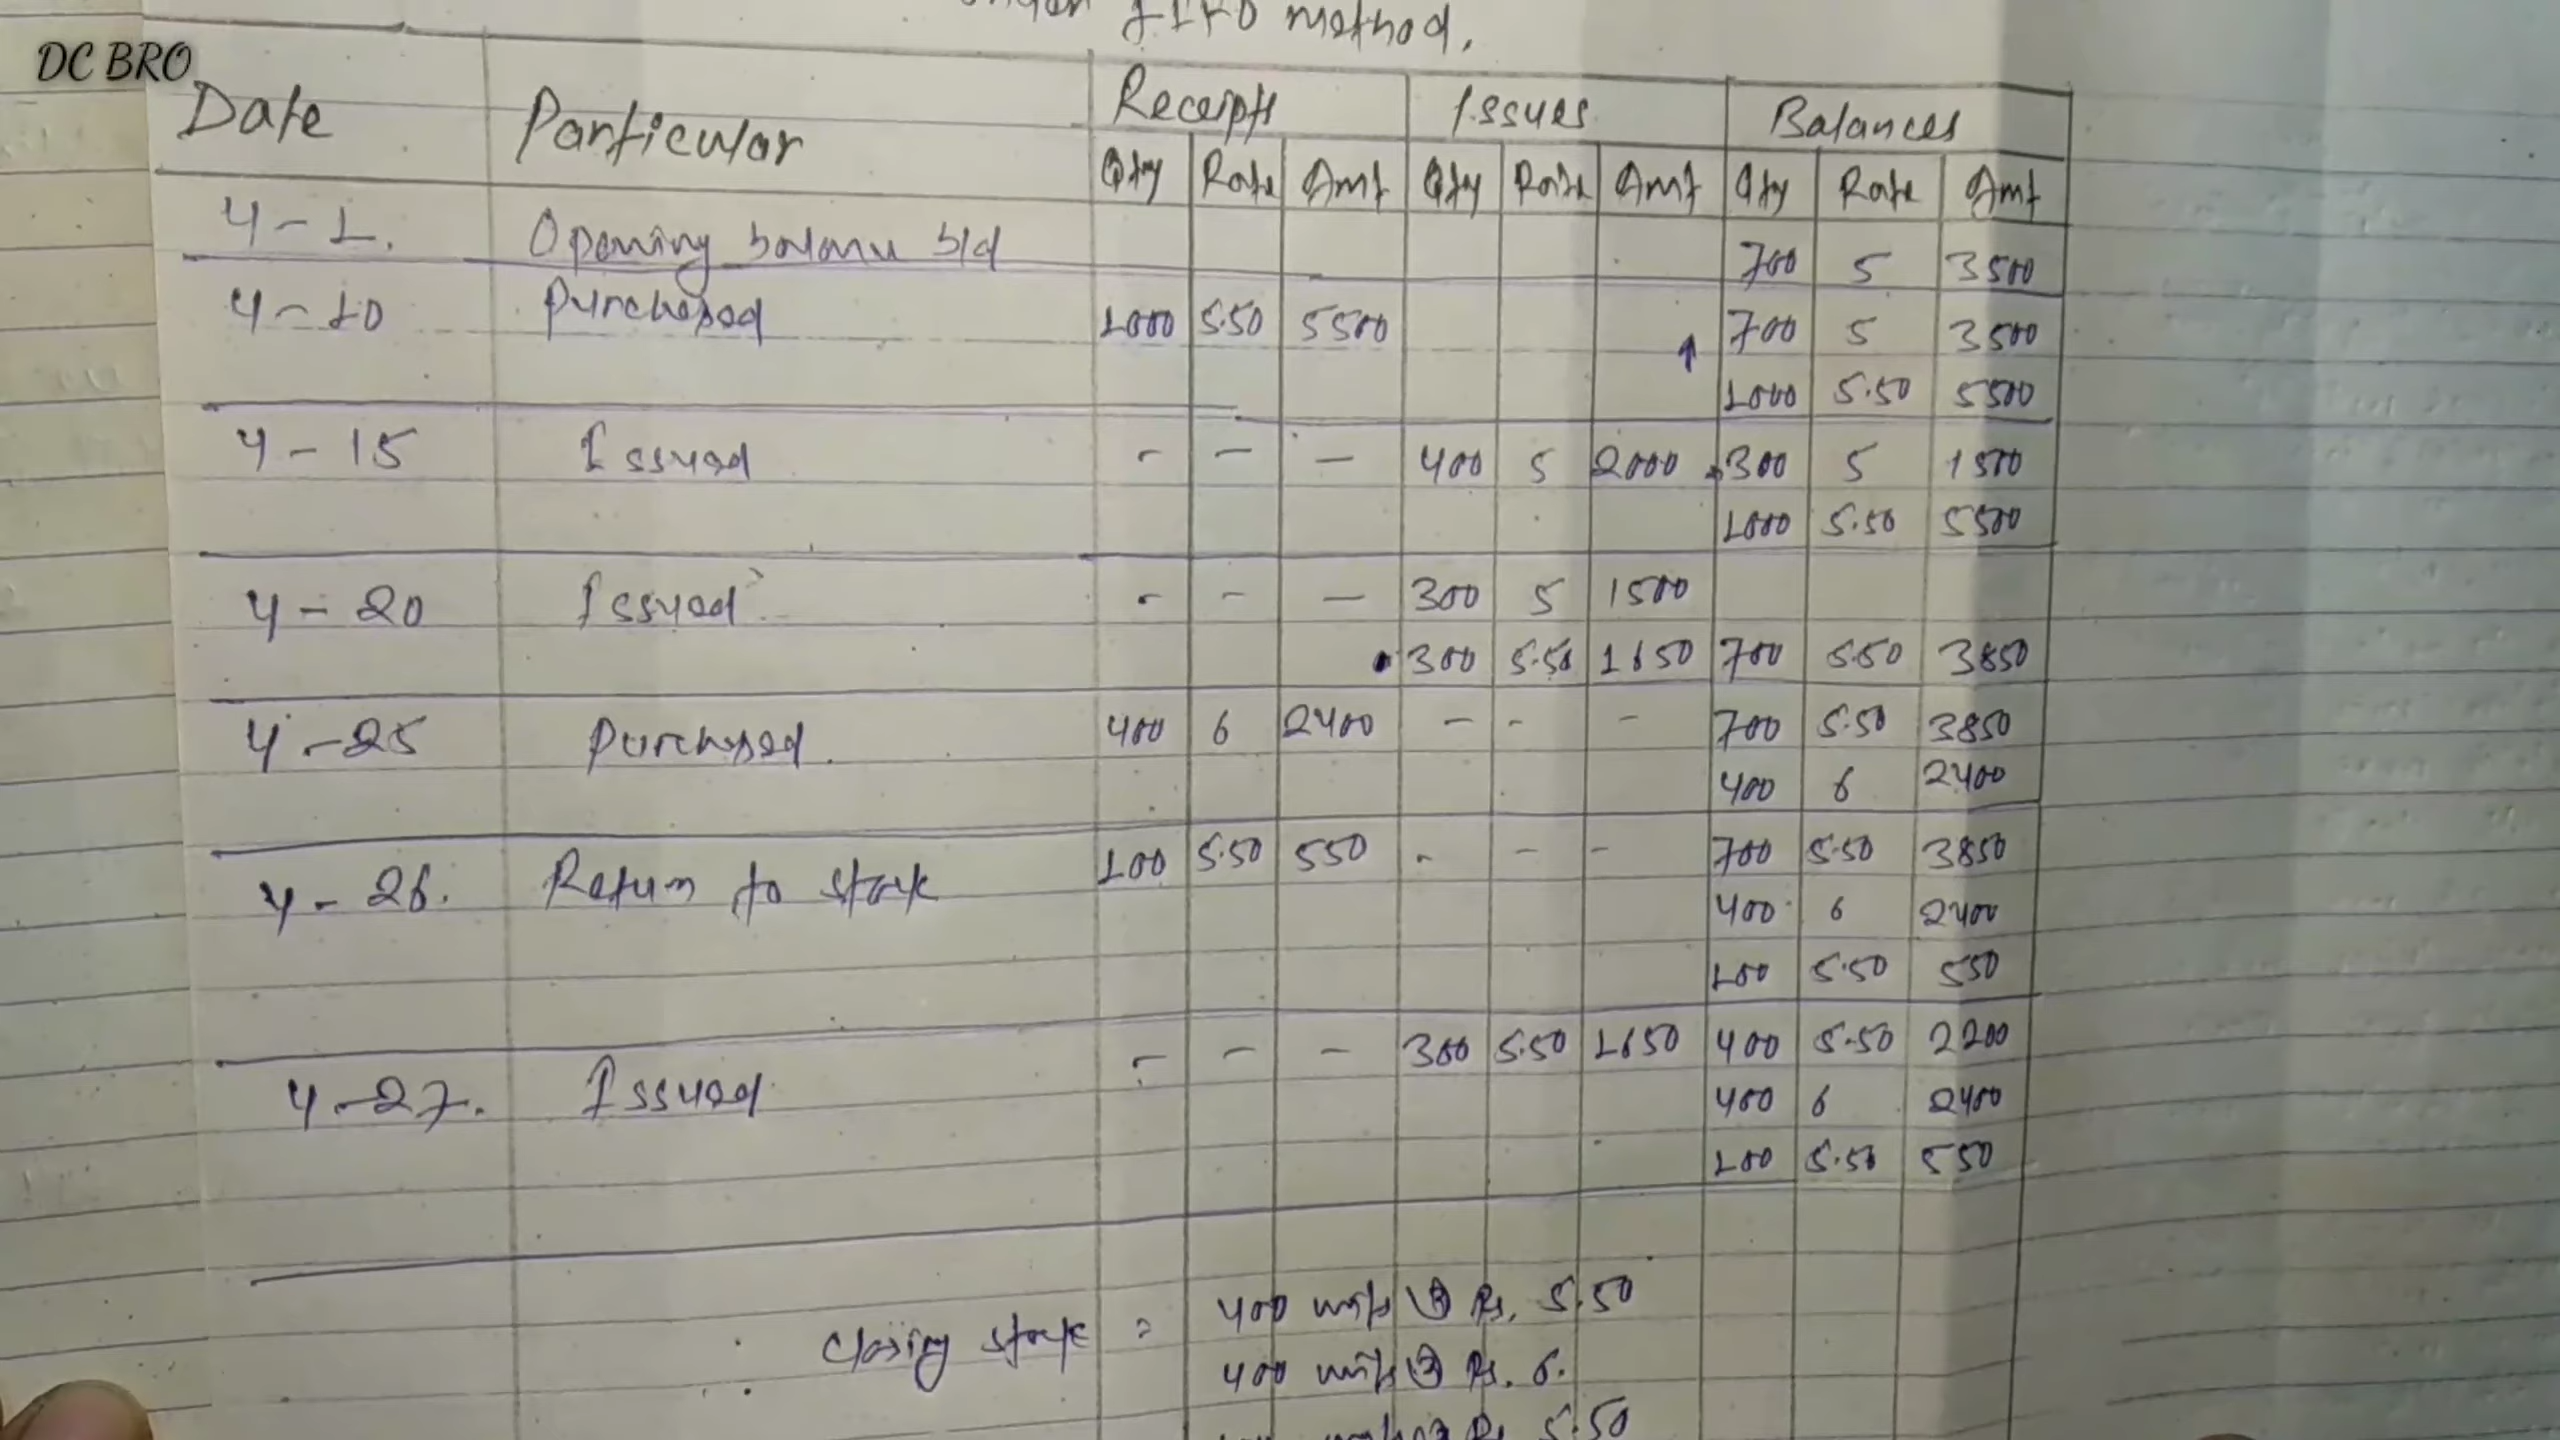 FIFO method.
DC BRO
Date Particular Receipts Issues Balances
Qty Rate Amt Qty Rate Amt Qty Rate Amt
4-1. Opening balance b/d 700 5 3500
4-10 Purchased 1000 5.50 5500 700 5 3500
1000 5.50 5500
4-15 Issued - - - 400 5 2000 300 5 1500
1000 5.50 5500
4-20 Issued - - - 300 5 1500
300 5.50 1650 700 5.50 3850
4-25 Purchased. 400 6 2400 - - - 700 5.50 3850
400 6 2400
4-26. Return to stock 100 5.50 550 - - - 700 5.50 3850
400 6 2400
100 5.50 550
4-27. Issued - - - 300 5.50 1650 400 5.50 2200
400 6 2400
100 5.50 550
Closing stock = 400 units @ Rs. 5.50
400 units @ Rs. 6.
5.50